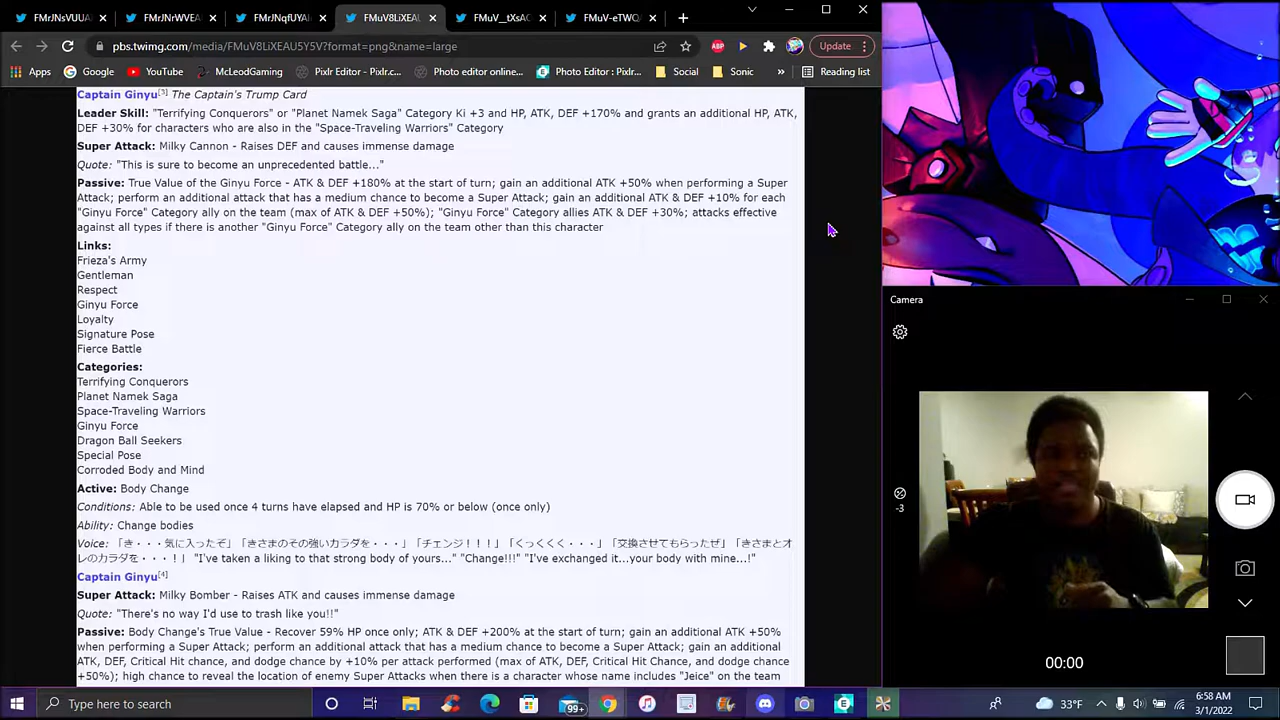 FMrJNsVUUA
FMrJNrWVEA
FMrJNqfUYAI
FMuV8LiXEAU
FMuV_tXsAC
FMuV-eTWQA
pbs.twimg.com/media/FMuV8LiXEAU5Y5V?format=png&name=large
ABP
Update
Apps
Google
YouTube
McLeodGaming
Pixlr Editor - Pixlr.c...
Photo online editor...
Photo Editor : Pixlr...
Social
Sonic
»
Reading list
Captain Ginyu[3] The Captain's Trump Card
Leader Skill: "Terrifying Conquerors" or "Planet Namek Saga" Category Ki +3 and HP, ATK, DEF +170% and grants an additional HP, ATK,
DEF +30% for characters who are also in the "Space-Traveling Warriors" Category
Super Attack: Milky Cannon - Raises DEF and causes immense damage
Quote: "This is sure to become an unprecedented battle..."
Passive: True Value of the Ginyu Force - ATK & DEF +180% at the start of turn; gain an additional ATK +50% when performing a Super
Attack; perform an additional attack that has a medium chance to become a Super Attack; gain an additional ATK & DEF +10% for each
"Ginyu Force" Category ally on the team (max of ATK & DEF +50%); "Ginyu Force" Category allies ATK & DEF +30%; attacks effective
against all types if there is another "Ginyu Force" Category ally on the team other than this character
Links:
Frieza's Army
Gentleman
Respect
Ginyu Force
Loyalty
Signature Pose
Fierce Battle
Categories:
Terrifying Conquerors
Planet Namek Saga
Space-Traveling Warriors
Ginyu Force
Dragon Ball Seekers
Special Pose
Corroded Body and Mind
Active: Body Change
Conditions: Able to be used once 4 turns have elapsed and HP is 70% or below (once only)
Ability: Change bodies
Voice: 「き・・・気に入ったぞ」「きさまのその強いカラダを・・・」「チェンジ！！！」「くっくくく・・・」「交換させてもらったぜ」「きさまとオ
レのカラダを・・・！」 "I've taken a liking to that strong body of yours..." "Change!!!" "I've exchanged it...your body with mine...!"
Captain Ginyu[4]
Super Attack: Milky Bomber - Raises ATK and causes immense damage
Quote: "There's no way I'd use to trash like you!!"
Passive: Body Change's True Value - Recover 59% HP once only; ATK & DEF +200% at the start of turn; gain an additional ATK +50%
when performing a Super Attack; perform an additional attack that has a medium chance to become a Super Attack; gain an additional
ATK, DEF, Critical Hit chance, and dodge chance by +10% per attack performed (max of ATK, DEF, Critical Hit Chance, and dodge chance
+50%); high chance to reveal the location of enemy Super Attacks when there is a character whose name includes "Jeice" on the team
Camera
-3
00:00
Type here to search
99+
33°F
6:58 AM
3/1/2022